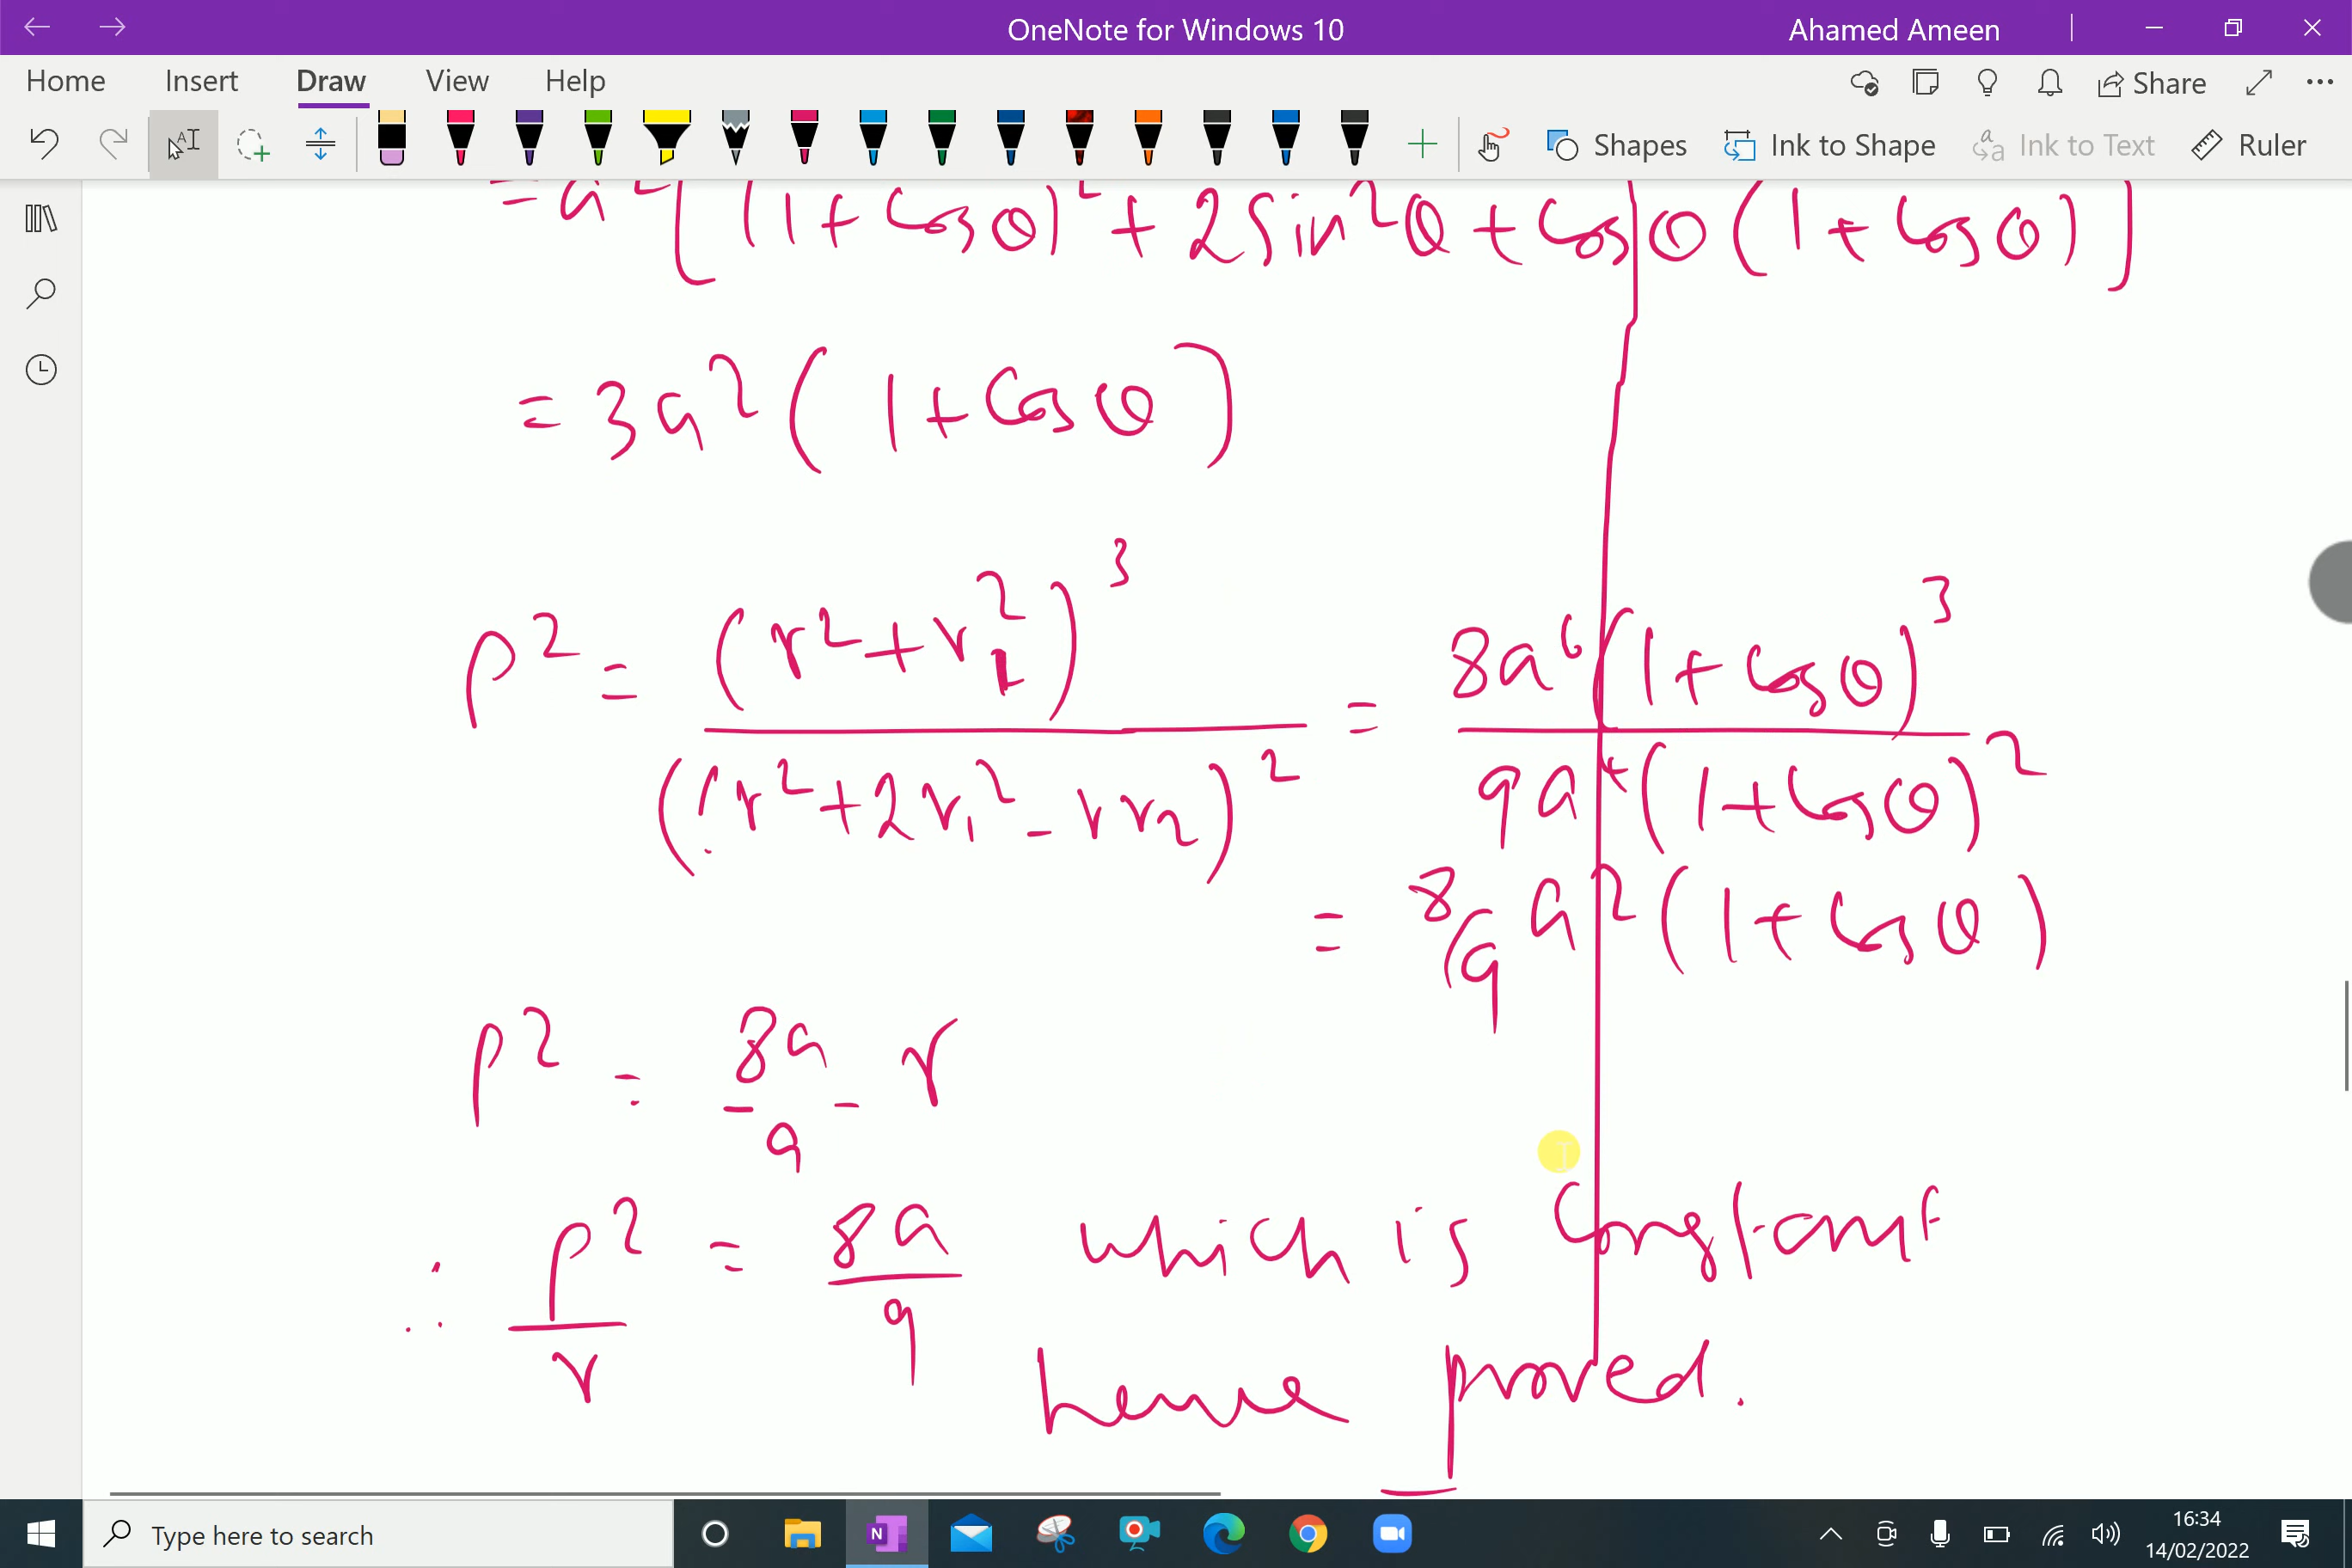 OneNote for Windows 10 Ahamed Ameen
Home Insert Draw View Help Share
Shapes Ink to Shape Ink to Text Ruler
= a² [(1+Cosθ)² + 2Sin²θ + Cosθ(1+Cosθ)]
= 3a² (1+Cosθ)
ρ² = (r²+r₁²)³ / (r²+2r₁²-rr₂)² = 8a⁶(1+Cosθ)³ / 9a⁴(1+Cosθ)²
= 8/9 a²(1+Cosθ)
ρ² = 8a/9 r
∴ ρ²/r = 8a/9 which is Constant
hence proved.
Type here to search
16:34
14/02/2022